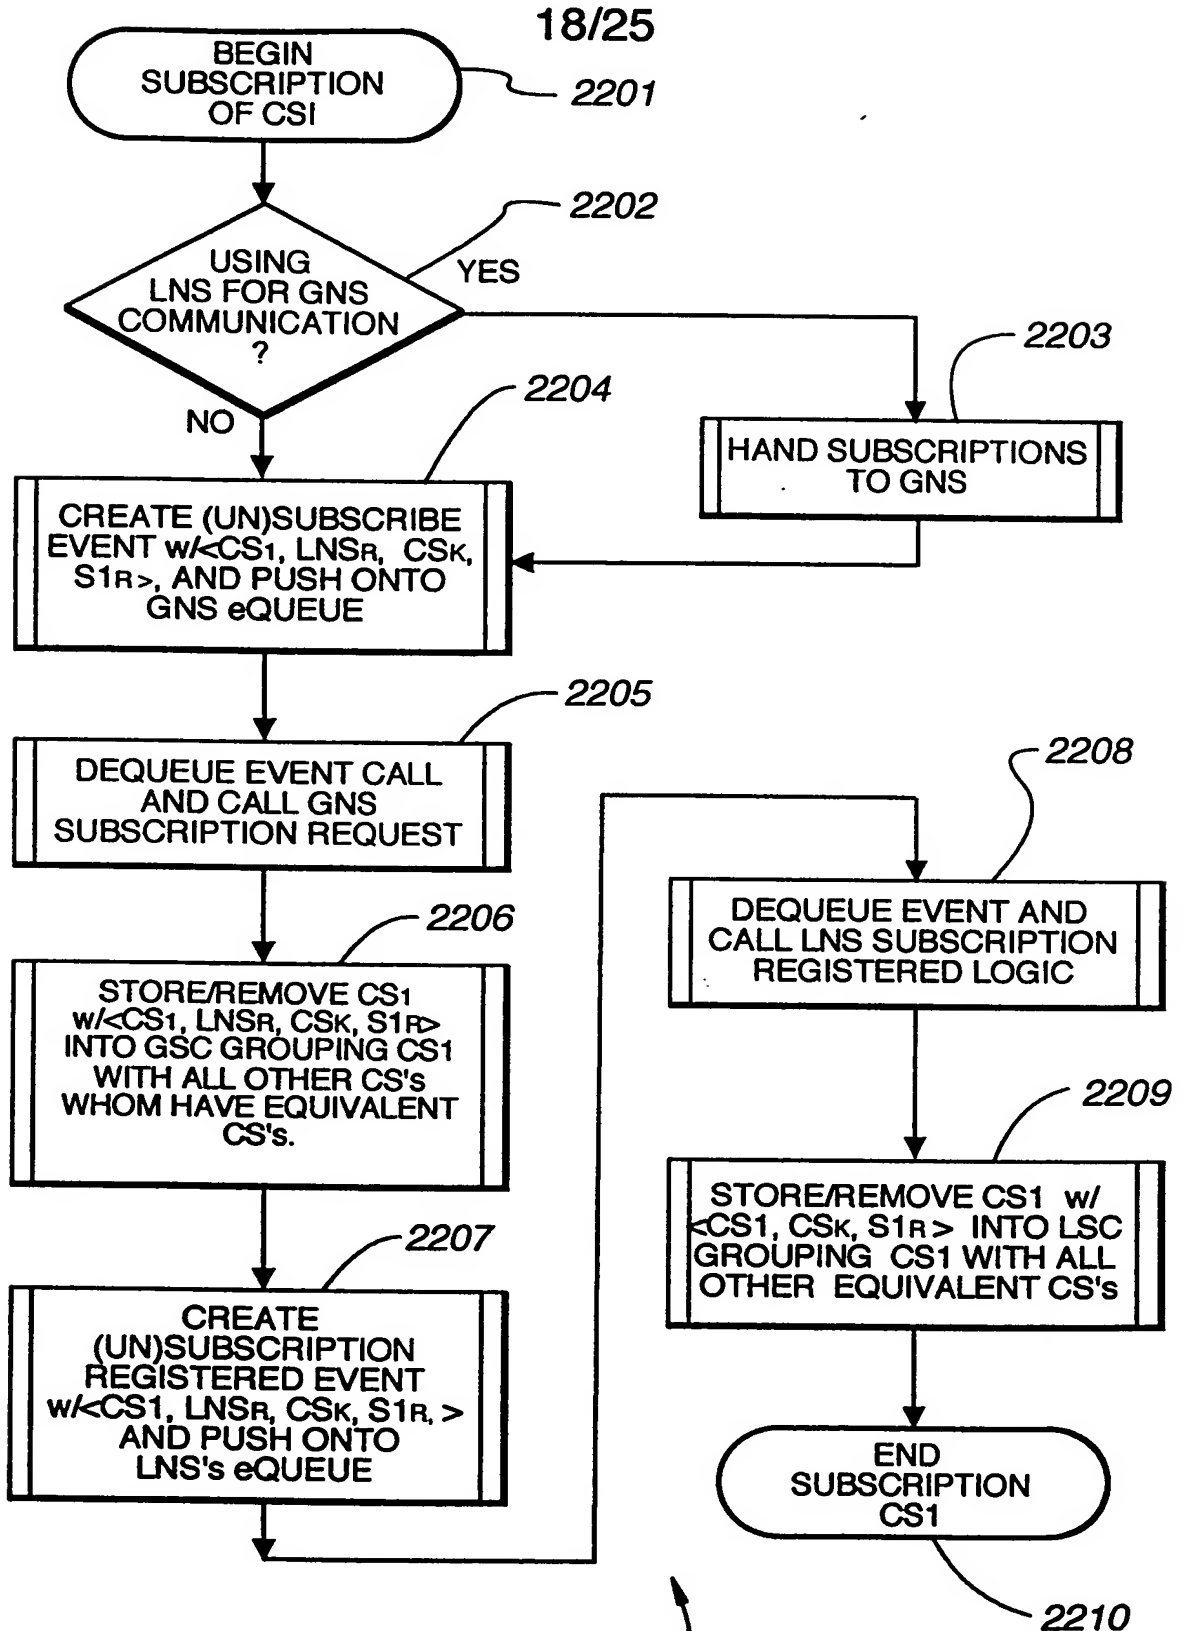 18/25
BEGIN
SUBSCRIPTION
OF CSI
2201
2202
USING
LNS FOR GNS
COMMUNICATION
?
YES
NO
2203
HAND SUBSCRIPTIONS
TO GNS
2204
CREATE (UN)SUBSCRIBE
EVENT w/<CS1, LNSR, CSK,
S1R>, AND PUSH ONTO
GNS eQUEUE
2205
DEQUEUE EVENT CALL
AND CALL GNS
SUBSCRIPTION REQUEST
2206
STORE/REMOVE CS1
w/<CS1, LNSR, CSK, S1R>
INTO GSC GROUPING CS1
WITH ALL OTHER CS's
WHOM HAVE EQUIVALENT
CS's.
2207
CREATE
(UN)SUBSCRIPTION
REGISTERED EVENT
w/<CS1, LNSR, CSK, S1R, >
AND PUSH ONTO
LNS's eQUEUE
2208
DEQUEUE EVENT AND
CALL LNS SUBSCRIPTION
REGISTERED LOGIC
2209
STORE/REMOVE CS1 w/
<CS1, CSK, S1R> INTO LSC
GROUPING CS1 WITH ALL
OTHER EQUIVALENT CS's
END
SUBSCRIPTION
CS1
2210